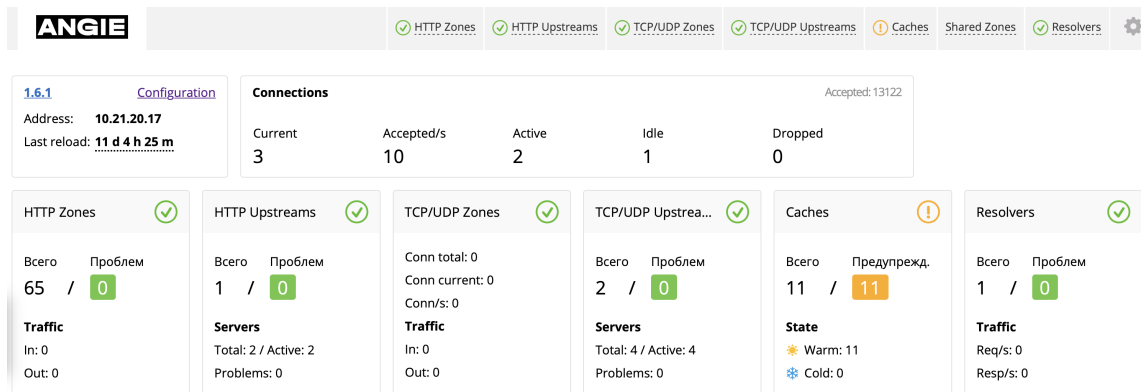 ANGIE
HTTP Zones HTTP Upstreams TCP/UDP Zones TCP/UDP Upstreams Caches Shared Zones Resolvers
1.6.1 Configuration
Address: 10.21.20.17
Last reload: 11 d 4 h 25 m
Connections Accepted: 13122
Current Accepted/s Active Idle Dropped
3 10 2 1 0
HTTP Zones
Всего Проблем
65 / 0
Traffic
In: 0
Out: 0
HTTP Upstreams
Всего Проблем
1 / 0
Servers
Total: 2 / Active: 2
Problems: 0
TCP/UDP Zones
Conn total: 0
Conn current: 0
Conn/s: 0
Traffic
In: 0
Out: 0
TCP/UDP Upstrea...
Всего Проблем
2 / 0
Servers
Total: 4 / Active: 4
Problems: 0
Caches
Всего Предупрежд.
11 / 11
State
Warm: 11
Cold: 0
Resolvers
Всего Проблем
1 / 0
Traffic
Req/s: 0
Resp/s: 0